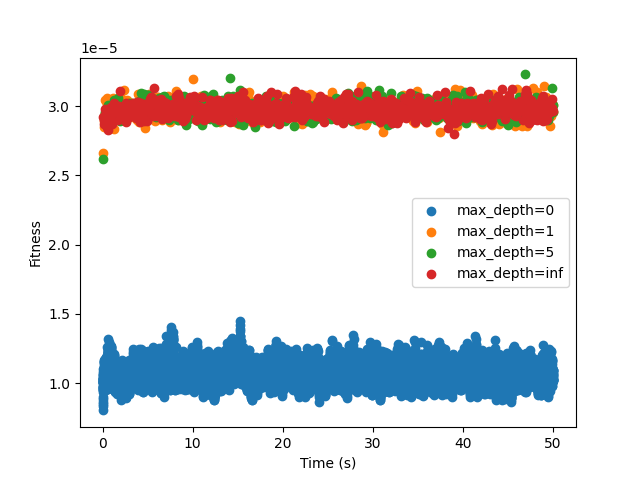 1e−5
3.0
2.5
2.0
1.5
1.0
Fitness
max_depth=0
max_depth=1
max_depth=5
max_depth=inf
0 10 20 30 40 50
Time (s)